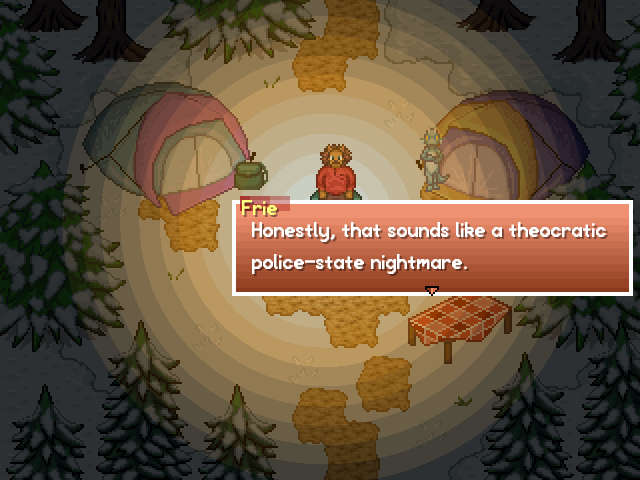 Frie
Honestly, that sounds like a theocratic
police-state nightmare.